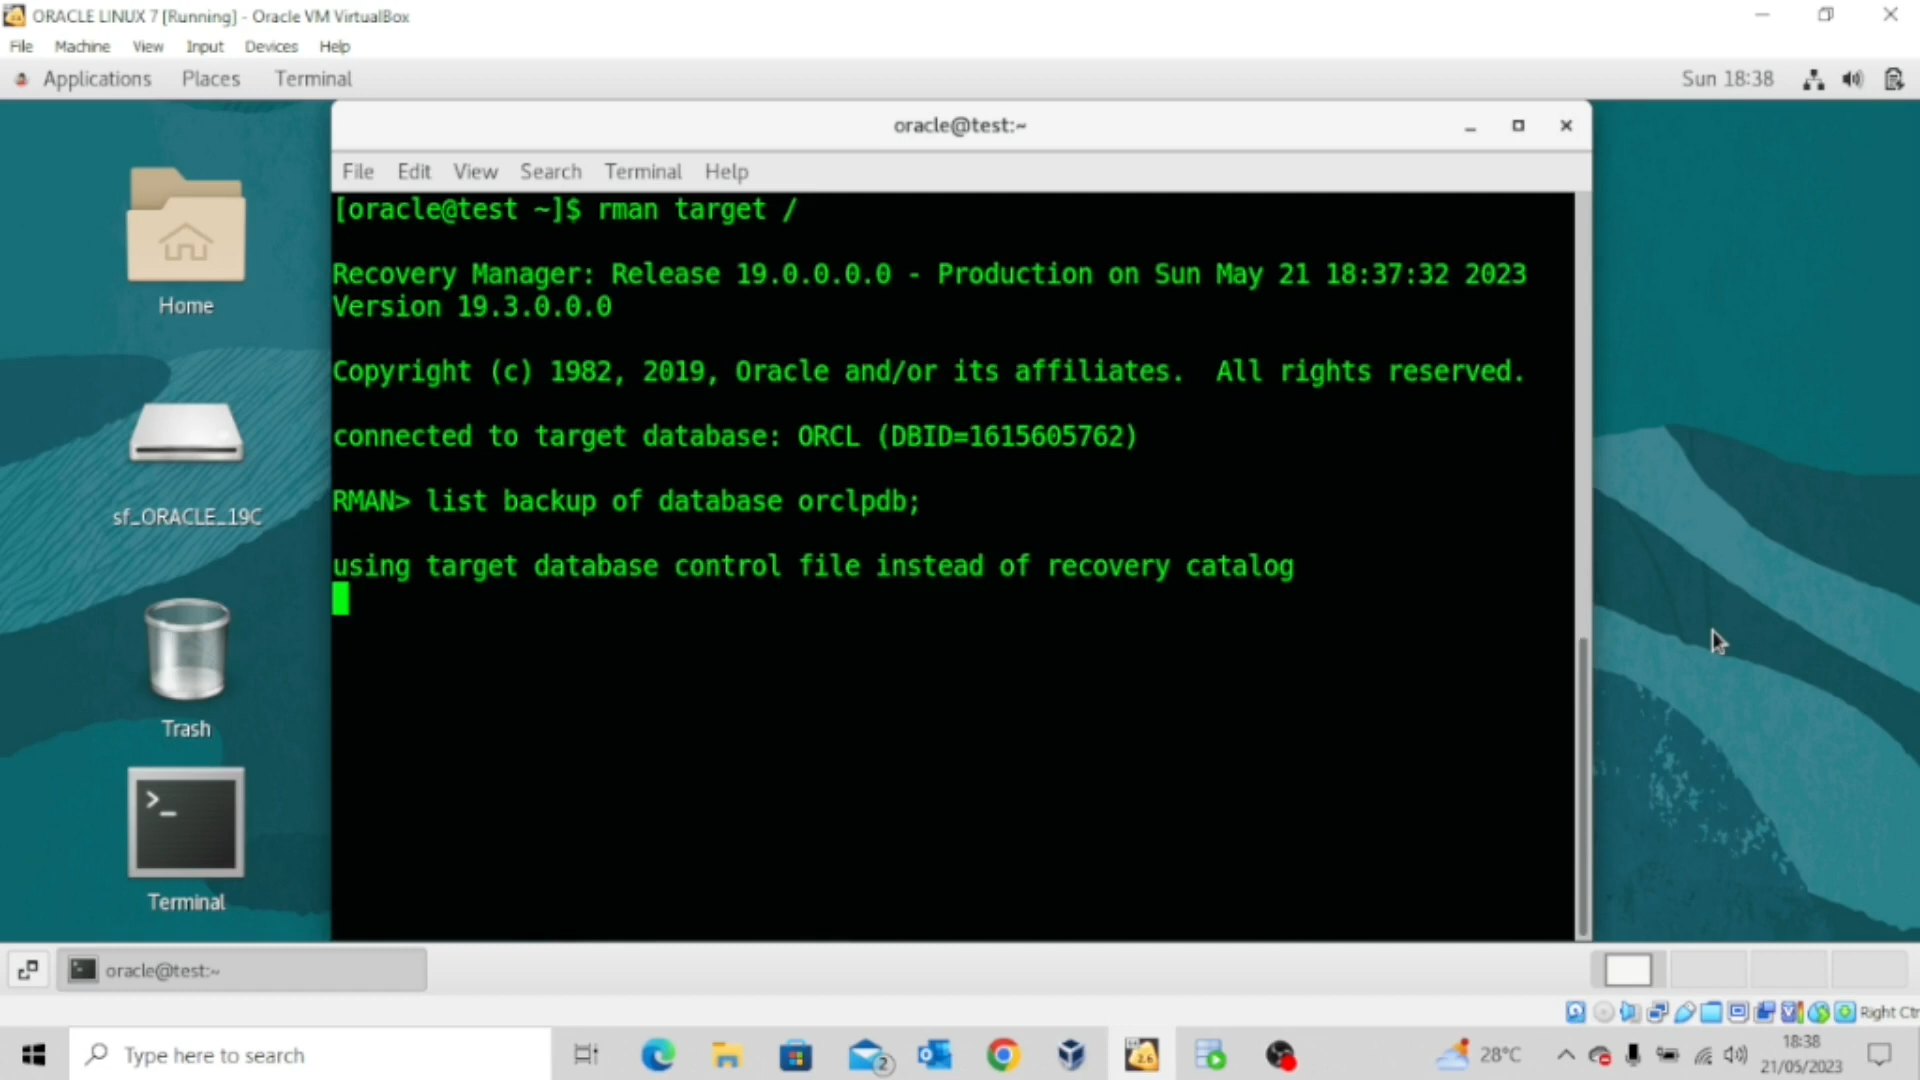 ORACLE LINUX 7 [Running] - Oracle VM VirtualBox
File Machine View Input Devices Help
Applications Places Terminal Sun 18:38
oracle@test:~
File Edit View Search Terminal Help
[oracle@test ~]$ rman target /
Recovery Manager: Release 19.0.0.0.0 - Production on Sun May 21 18:37:32 2023
Version 19.3.0.0.0
Copyright (c) 1982, 2019, Oracle and/or its affiliates.  All rights reserved.
connected to target database: ORCL (DBID=1615605762)
RMAN> list backup of database orclpdb;
using target database control file instead of recovery catalog
Home
sf_ORACLE_19C
Trash
>_
Terminal
oracle@test:~
Right Ctr
Type here to search
2
2.6
28°C
18:38
21/05/2023